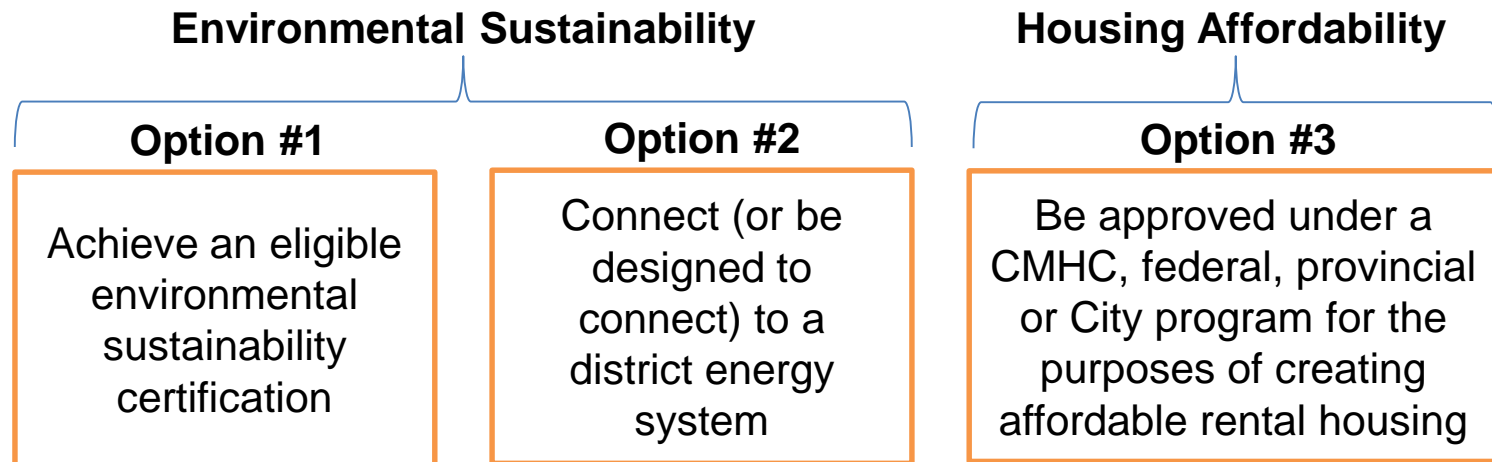 Environmental Sustainability
Housing Affordability
Option #1
Achieve an eligible
environmental
sustainability
certification
Option #2
Connect (or be
designed to
connect) to a
district energy
system
Option #3
Be approved under a
CMHC, federal, provincial
or City program for the
purposes of creating
affordable rental housing